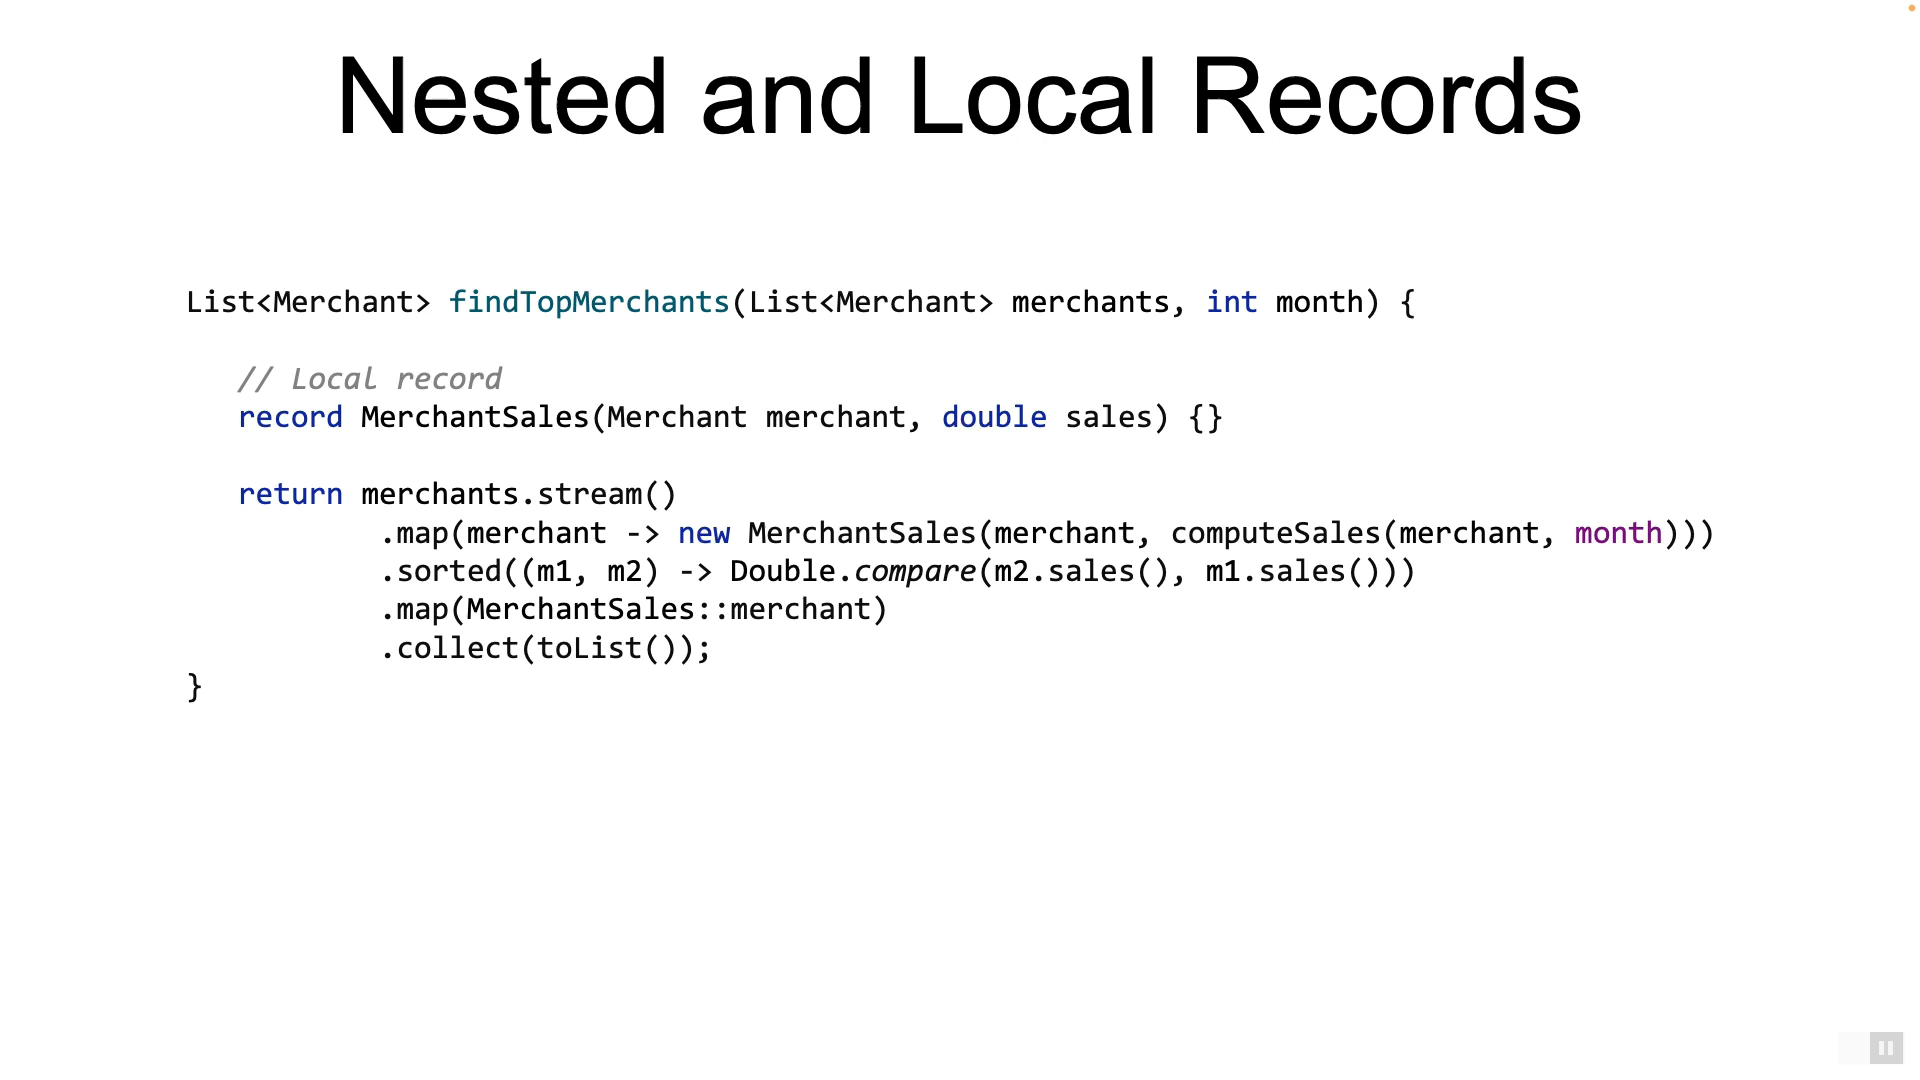 Nested and Local Records
List<Merchant> findTopMerchants(List<Merchant> merchants, int month) {
// Local record
record MerchantSales(Merchant merchant, double sales) {}
return merchants.stream()
.map(merchant -> new MerchantSales(merchant, computeSales(merchant, month)))
.sorted((m1, m2) -> Double.compare(m2.sales(), m1.sales()))
.map(MerchantSales::merchant)
.collect(toList());
}